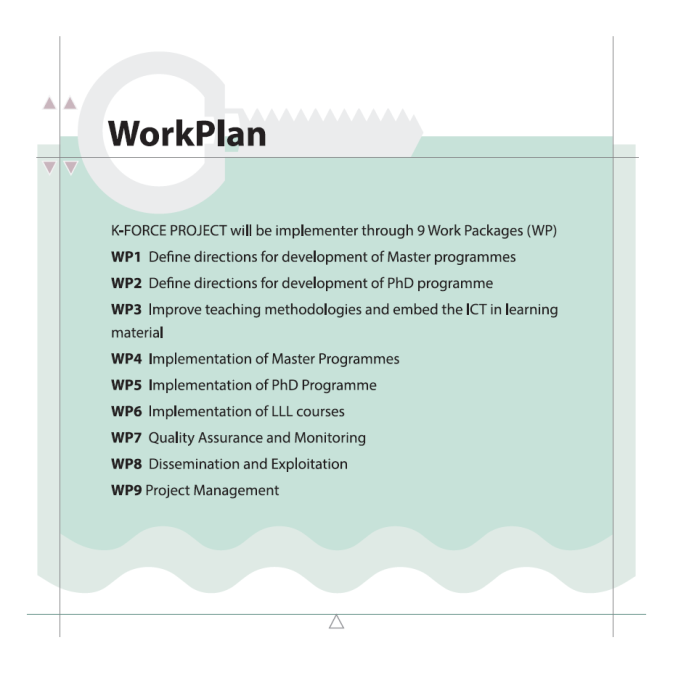 WorkPlan
K-FORCE PROJECT will be implementer through 9 Work Packages (WP)
WP1 Define directions for development of Master programmes
WP2 Define directions for development of PhD programme
WP3 Improve teaching methodologies and embed the ICT in learning
material
WP4 Implementation of Master Programmes
WP5 Implementation of PhD Programme
WP6 Implementation of LLL courses
WP7 Quality Assurance and Monitoring
WP8 Dissemination and Exploitation
WP9 Project Management